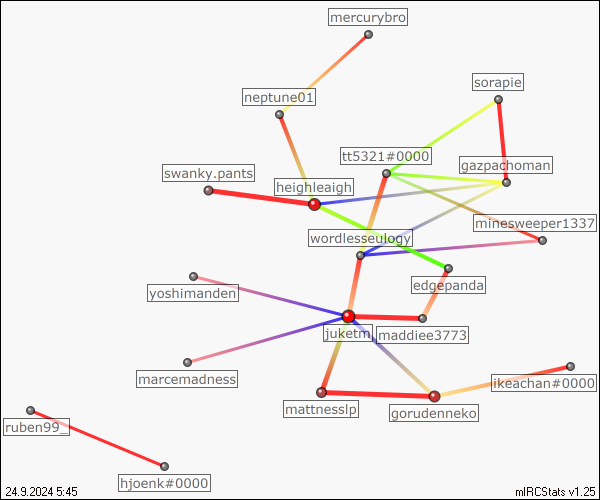 mercurybro
sorapie
neptune01
tt5321#0000
gazpachoman
swanky.pants
heighleaigh
minesweeper1337
wordlesseulogy
edgepanda
yoshimanden
juketm
maddiee3773
marcemadness
ikeachan#0000
mattnesslp
gorudenneko
ruben99_
hjoenk#0000
24.9.2024 5:45
mIRCStats v1.25